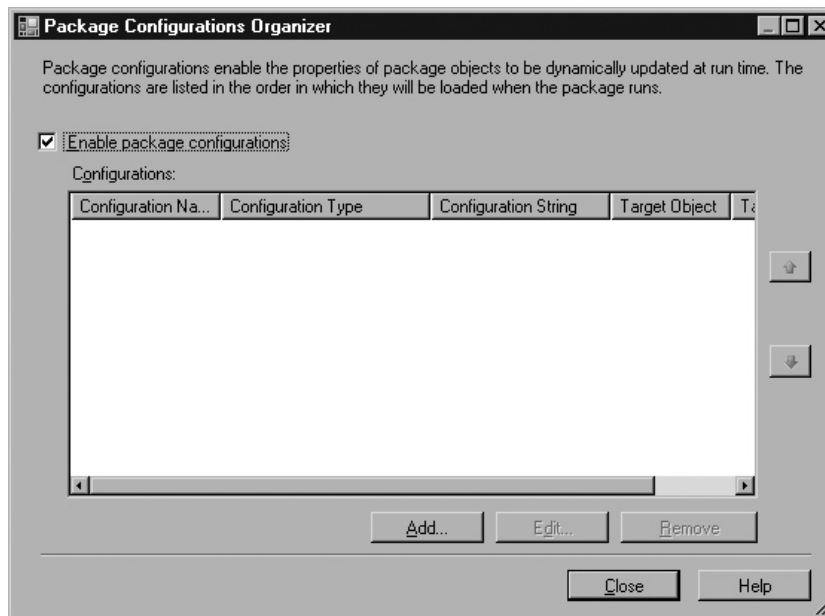 Package Configurations Organizer
Package configurations enable the properties of package objects to be dynamically updated at run time. The
configurations are listed in the order in which they will be loaded when the package runs.
Enable package configurations
Configurations:
Configuration Na... Configuration Type Configuration String Target Object Ta
Add... Edit... Remove
Close Help